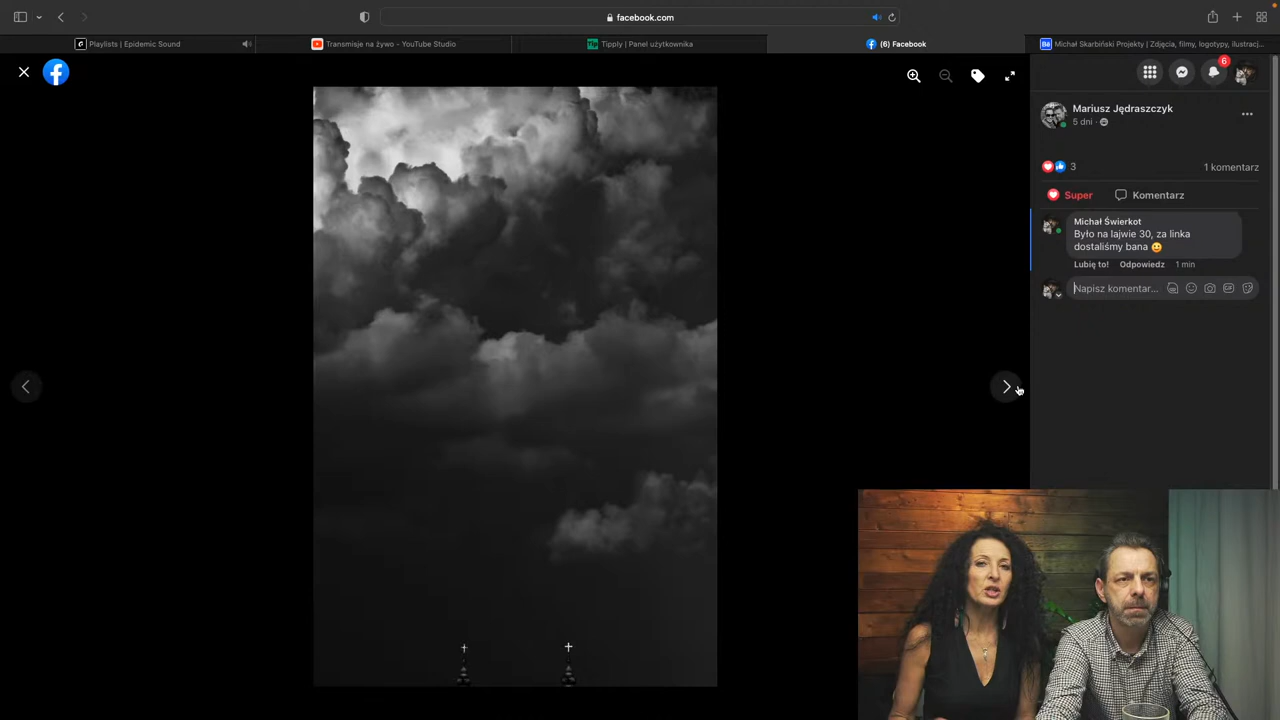 facebook.com
Playlists | Epidemic Sound
Transmisje na żywo - YouTube Studio
Tipply | Panel użytkownika
(6) Facebook
Michał Skarbiński Projekty | Zdjęcia, filmy, logotypy, ilustracj...
6
Mariusz Jędraszczyk
5 dni ·
3
1 komentarz
Super
Komentarz
Michał Świerkot
Było na lajwie 30, za linka
dostaliśmy bana
Lubię to!
Odpowiedz
1 min
Napisz komentar...